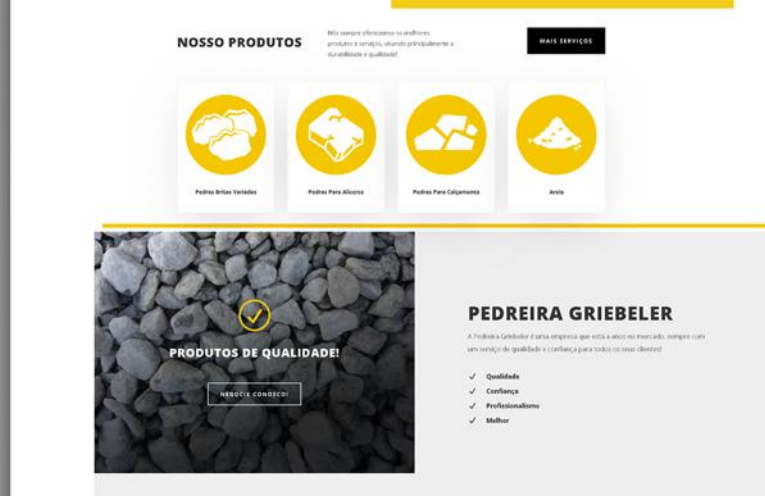 NOSSO PRODUTOS
Nós sempre oferecemos os melhores
produtos e serviços, visando principalmente a
durabilidade e qualidade!
MAIS SERVIÇOS
Pedras Britas Variadas
Pedras Para Alicerce
Pedras Para Calçamento
Areia
PRODUTOS DE QUALIDADE!
NEGOCIE CONOSCO!
PEDREIRA GRIEBELER
A Pedreira Griebeler é uma empresa que está a anos no mercado, sempre com
um serviço de qualidade e confiança para todos os seus clientes!
Qualidade
Confiança
Profissionalismo
Melhor